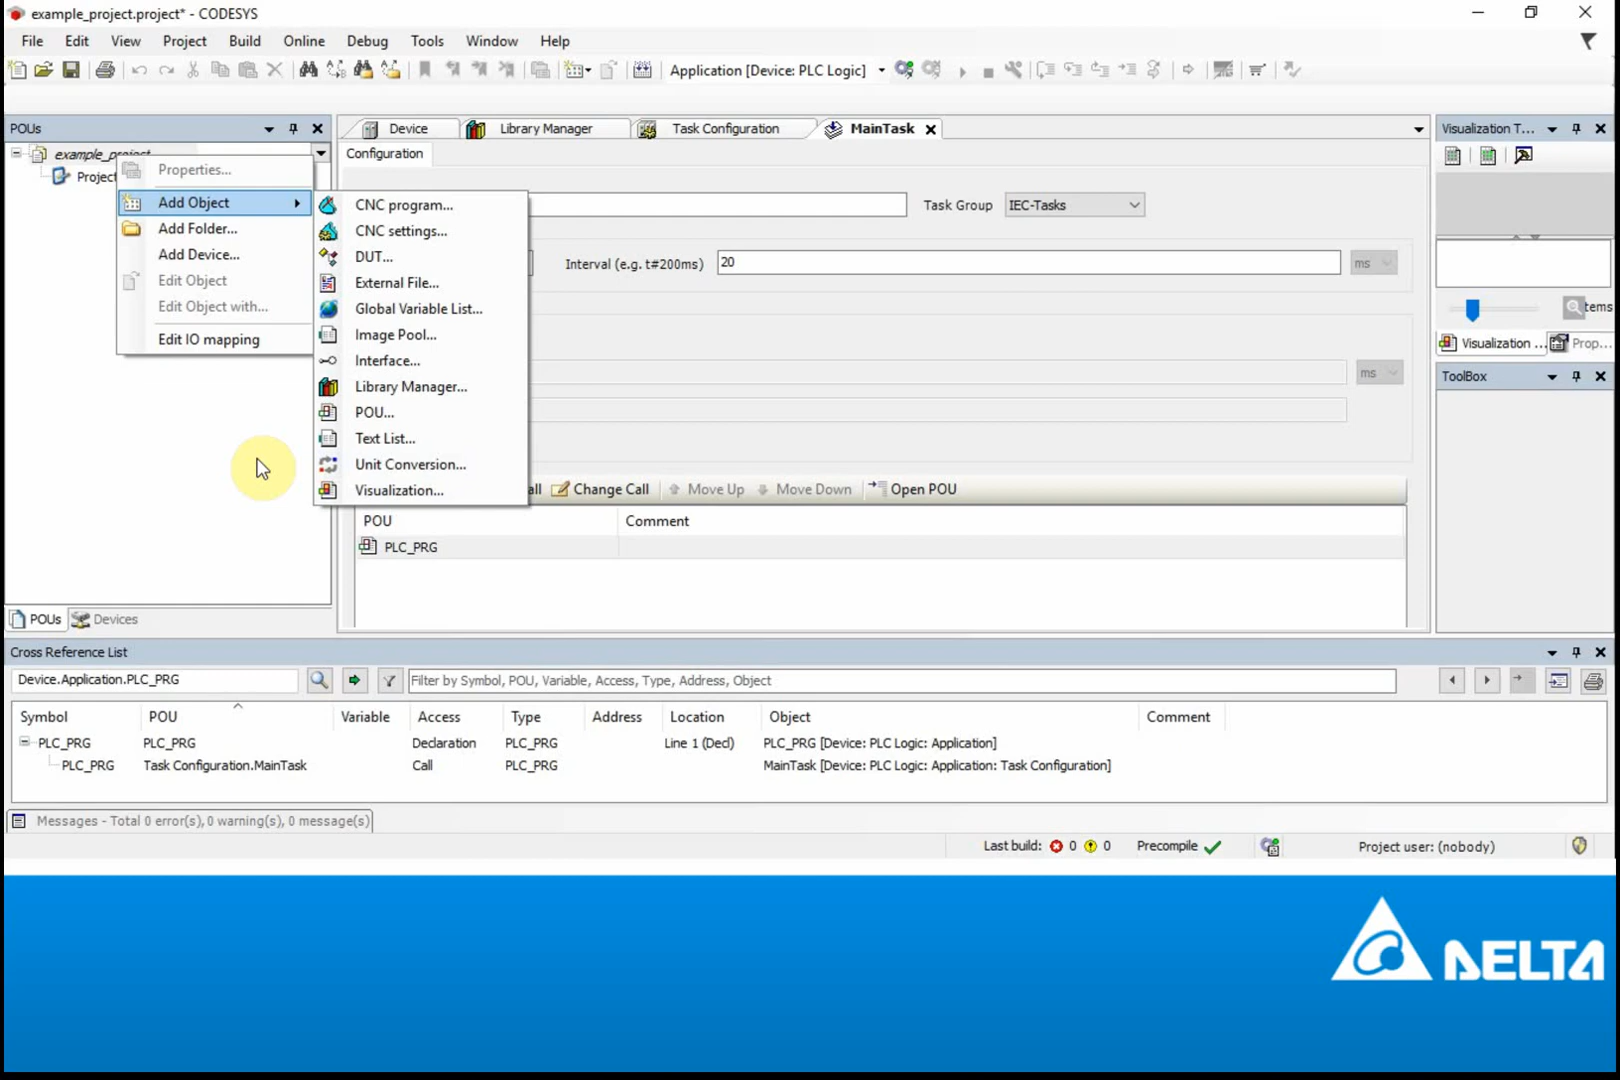 example_project.project* - CODESYS
File Edit View Project Build Online Debug Tools Window Help
Application [Device: PLC Logic]
POUs
Device Library Manager Task Configuration MainTask
Visualization T...
example_project
Configuration
Project
Properties...
Add Object
Add Folder...
Add Device...
Edit Object
Edit Object with...
Edit IO mapping
CNC program...
CNC settings...
DUT...
External File...
Global Variable List...
Image Pool...
Interface...
Library Manager...
POU...
Text List...
Unit Conversion...
Visualization...
Task Group IEC-Tasks
Interval (e.g. t#200ms) 20 ms
ms
Change Call Move Up Move Down Open POU
POU Comment
PLC_PRG
Visualization ... Prop...
ToolBox
POUs Devices
Cross Reference List
Device.Application.PLC_PRG
Filter by Symbol, POU, Variable, Access, Type, Address, Object
Symbol POU Variable Access Type Address Location Object Comment
PLC_PRG PLC_PRG Declaration PLC_PRG Line 1 (Decl) PLC_PRG [Device: PLC Logic: Application]
PLC_PRG Task Configuration.MainTask Call PLC_PRG MainTask [Device: PLC Logic: Application: Task Configuration]
Messages - Total 0 error(s), 0 warning(s), 0 message(s)
Last build: 0 0 Precompile Project user: (nobody)
DELTA